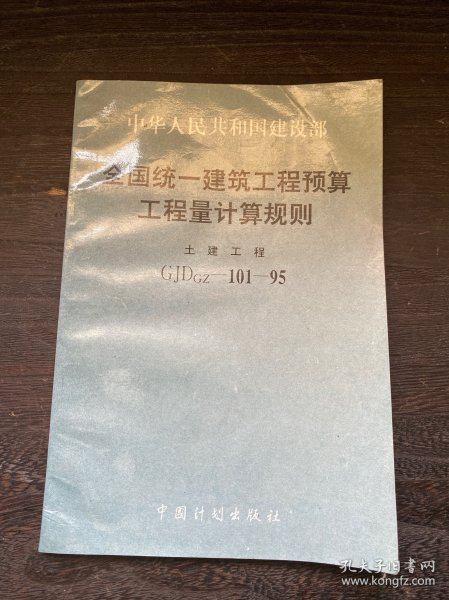 中华人民共和国建设部
全国统一建筑工程预算
工程量计算规则
土建工程
GJDGZ—101—95
中国计划出版社
孔夫子旧书网
www.kongfz.com